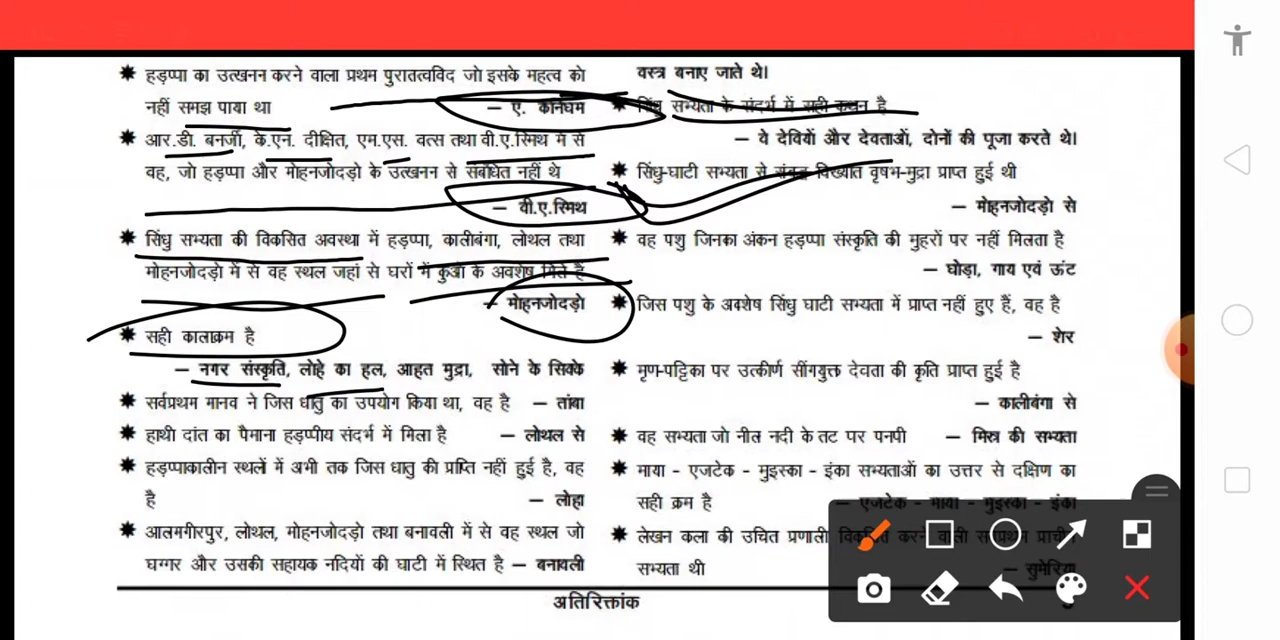 ✷ हड़प्पा का उत्खनन करने वाला प्रथम पुरातत्वविद जो इसके महत्व को
नहीं समझ पाया था – ए. कनिंघम
✷ आर.डी. बनर्जी, के.एन. दीक्षित, एम.एस. वत्स तथा वी.ए.स्मिथ में से
वह, जो हड़प्पा और मोहनजोदड़ो के उत्खनन से संबंधित नहीं थे
– वी.ए.स्मिथ
✷ सिंधु सभ्यता की विकसित अवस्था में हड़प्पा, कालीबंगा, लोथल तथा
मोहनजोदड़ो में से वह स्थल जहां से घरों में कुओं के अवशेष मिले हैं
– मोहनजोदड़ो
✷ सही कालाक्रम है
– नगर संस्कृति, लोहे का हल, आहत मुद्रा, सोने के सिक्के
✷ सर्वप्रथम मानव ने जिस धातु का उपयोग किया था, वह है – तांबा
✷ हाथी दांत का पैमाना हड़प्पीय संदर्भ में मिला है – लोथल से
✷ हड़प्पाकालीन स्थलों में अभी तक जिस धातु की प्राप्ति नहीं हुई है, वह
है – लोहा
✷ आलमगीरपुर, लोथल, मोहनजोदड़ो तथा बनावली में से वह स्थल जो
घग्गर और उसकी सहायक नदियों की घाटी में स्थित है – बनावली
वस्त्र बनाए जाते थे।
✷ सिंधु सभ्यता के संदर्भ में सही कथन है
– वे देवियों और देवताओं, दोनों की पूजा करते थे।
✷ सिंधु-घाटी सभ्यता से संबद्ध विख्यात वृषभ-मुद्रा प्राप्त हुई थी
– मोहनजोदड़ो से
✷ वह पशु जिनका अंकन हड़प्पा संस्कृति की मुहरों पर नहीं मिलता है
– घोड़ा, गाय एवं ऊंट
✷ जिस पशु के अवशेष सिंधु घाटी सभ्यता में प्राप्त नहीं हुए हैं, वह है
– शेर
✷ मृण-पट्टिका पर उत्कीर्ण सींगयुक्त देवता की कृति प्राप्त हुई है
– कालीबंगा से
✷ वह सभ्यता जो नील नदी के तट पर पनपी – मिस्र की सभ्यता
✷ माया - एजटेक - मुइस्का - इंका सभ्यताओं का उत्तर से दक्षिण का
सही क्रम है – एजटेक - माया - मुइस्का - इंका
✷ लेखन कला की उचित प्रणाली विकसित करने वाली सर्वप्रथम प्राचीन
सभ्यता थी – सुमेरिया
अतिरिक्तांक